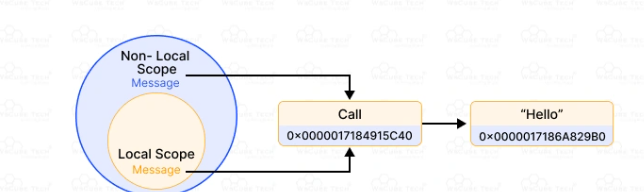 Non- Local
Scope
Message
Local Scope
Message
Call
0×0000017184915C40
“Hello”
0×0000017186A829B0